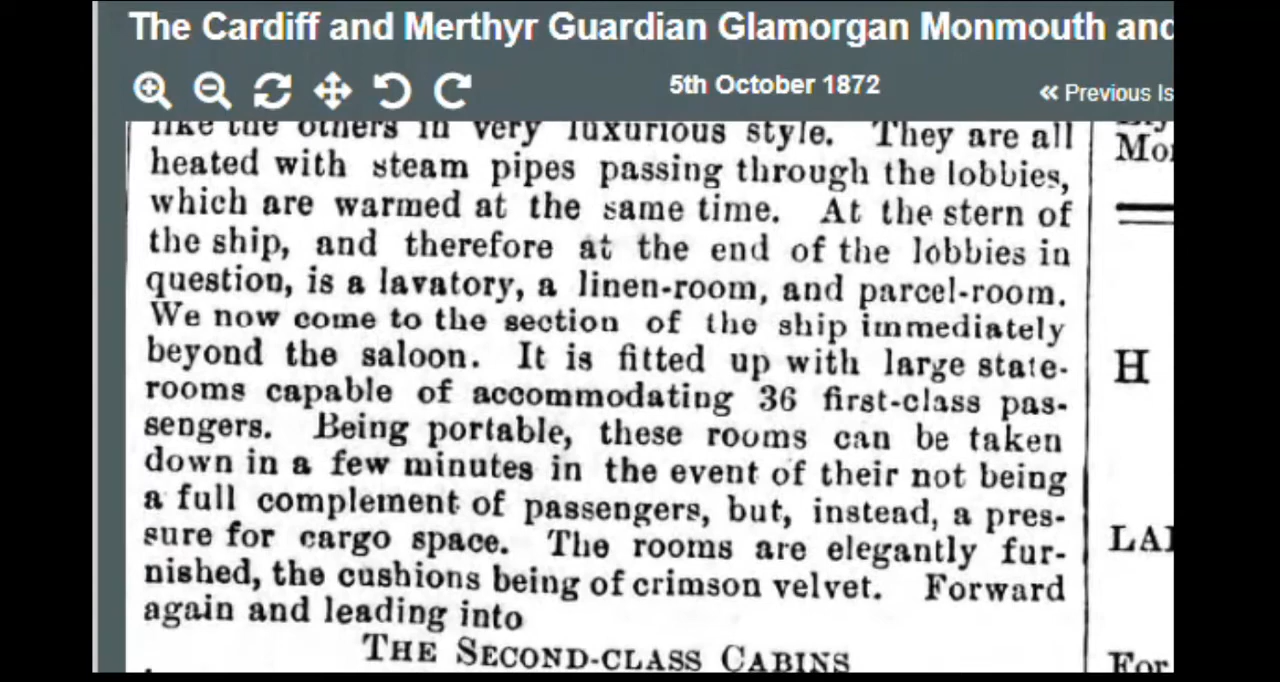 The Cardiff and Merthyr Guardian Glamorgan Monmouth and
5th October 1872
« Previous Is
like the others in very luxurious style. They are all
heated with steam pipes passing through the lobbies,
which are warmed at the same time. At the stern of
the ship, and therefore at the end of the lobbies in
question, is a lavatory, a linen-room, and parcel-room.
We now come to the section of the ship immediately
beyond the saloon. It is fitted up with large state-
rooms capable of accommodating 36 first-class pas-
sengers. Being portable, these rooms can be taken
down in a few minutes in the event of their not being
a full complement of passengers, but, instead, a pres-
sure for cargo space. The rooms are elegantly fur-
nished, the cushions being of crimson velvet. Forward
again and leading into
THE SECOND-CLASS CABINS
Mo
H
LA
For